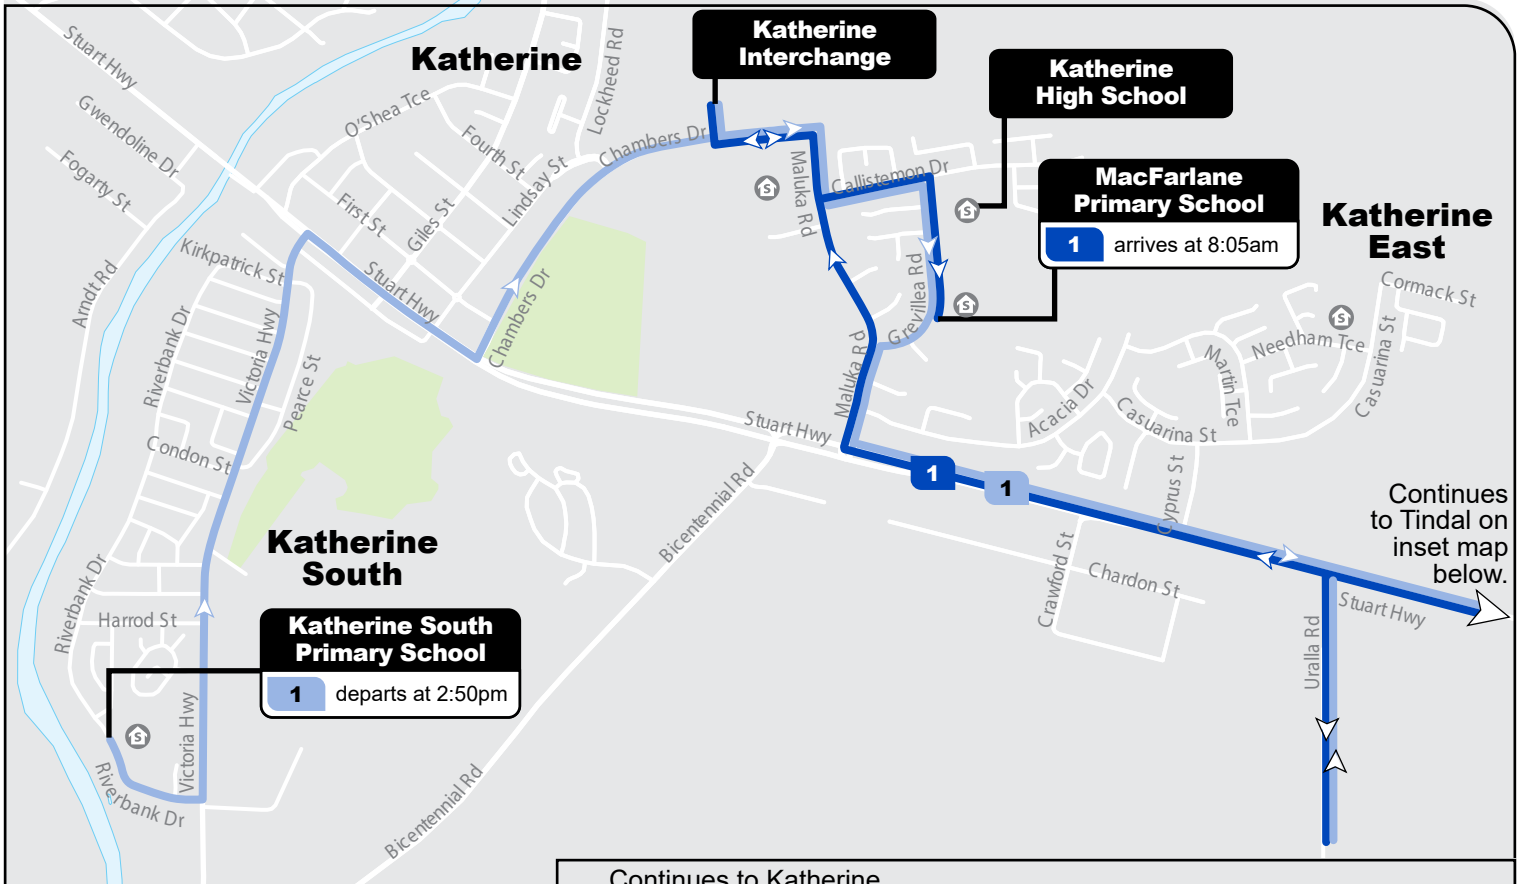 Katherine
Interchange
Katherine
High School
MacFarlane
Primary School
1 arrives at 8:05am
Katherine
Katherine
East
Katherine
South
Katherine South
Primary School
1 departs at 2:50pm
Continues
to Tindal on
inset map
below.
1
1
Stuart Hwy
Gwendoline Dr
Fogarty St
O'Shea Tce
Fourth St
Lockheed Rd
Lindsay St
Chambers Dr
First St
Giles St
Kirkpatrick St
Stuart Hwy
Chambers Dr
Arndt Rd
Riverbank Dr
Victoria Hwy
Pearce St
Condon St
Riverbank Dr
Harrod St
Victoria Hwy
Riverbank Dr
Maluka Rd
Callistemon Dr
Grevillea Rd
Maluka Rd
Stuart Hwy
Bicentennial Rd
Bicentennial Rd
Acacia Dr
Casuarina St
Martin Tce
Needham Tce
Casuarina St
Cormack St
Cyprus St
Crawford St
Chardon St
Stuart Hwy
Uralla Rd
S
S
S
S
S
Continues to Katherine